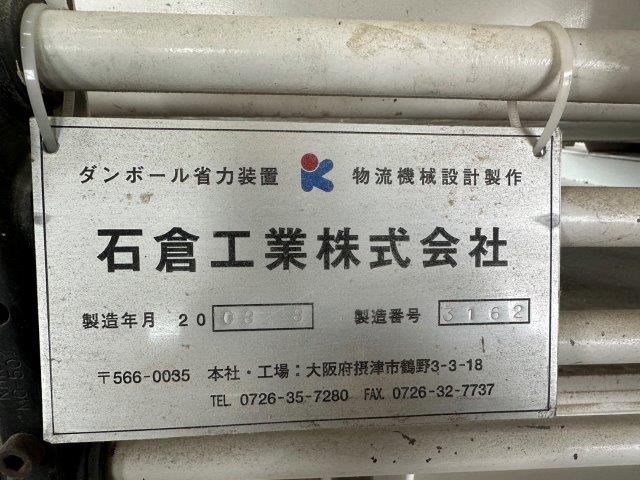 ダンボール省力装置 K 物流機械設計製作
石倉工業株式会社
製造年月 20 08.8 製造番号 3162
〒566-0035 本社・工場：大阪府摂津市鶴野3-3-18
TEL. 0726-35-7280 FAX. 0726-32-7737